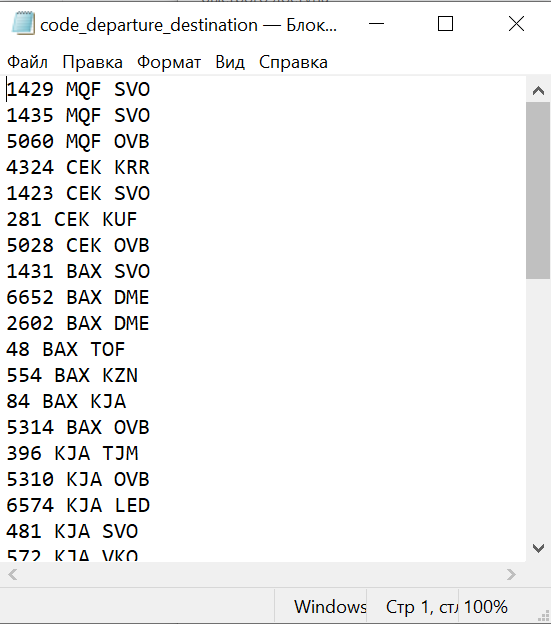 code_departure_destination — Блок...
Файл Правка Формат Вид Справка
1429 MQF SVO
1435 MQF SVO
5060 MQF OVB
4324 CEK KRR
1423 CEK SVO
281 CEK KUF
5028 CEK OVB
1431 BAX SVO
6652 BAX DME
2602 BAX DME
48 BAX TOF
554 BAX KZN
84 BAX KJA
5314 BAX OVB
396 KJA TJM
5310 KJA OVB
6574 KJA LED
481 KJA SVO
572 KJA VKO
Windows Стр 1, стл 100%